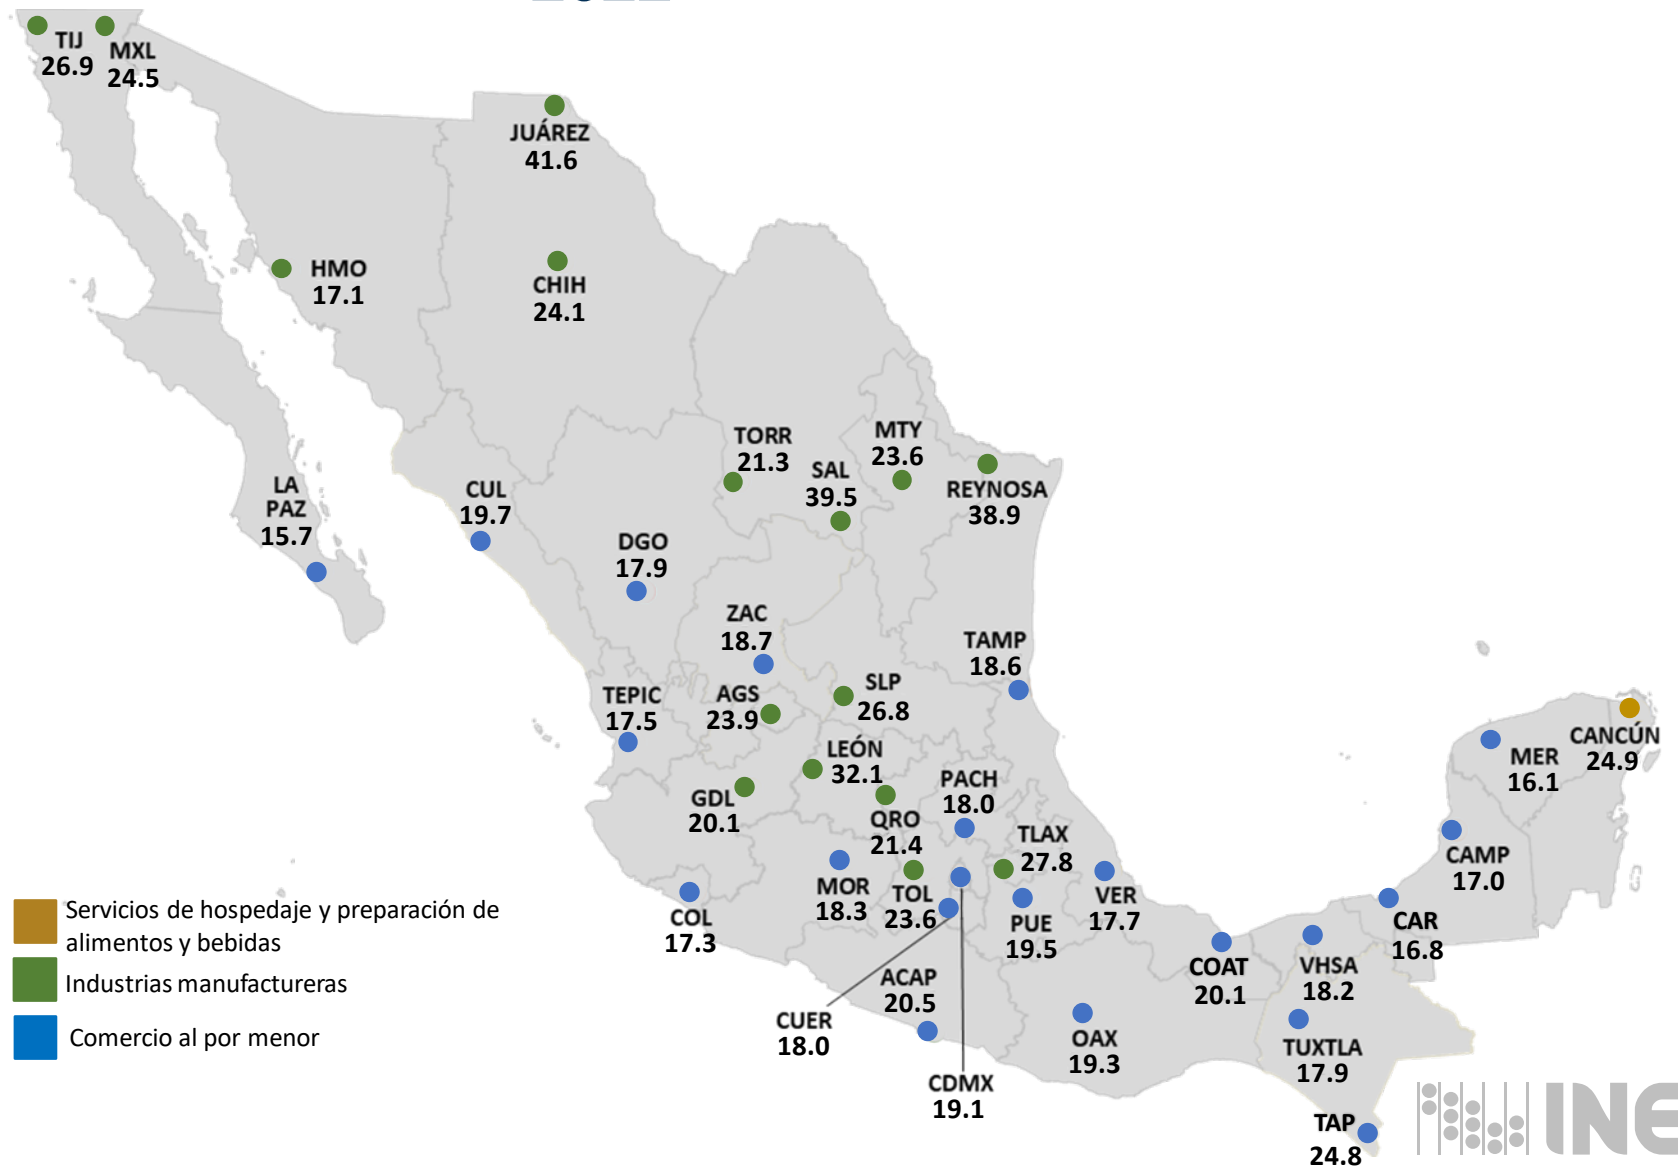 TIJ
26.9
MXL
24.5
JUÁREZ
41.6
HMO
17.1
CHIH
24.1
TORR
21.3
MTY
23.6
SAL
39.5
REYNOSA
38.9
LA
PAZ
15.7
CUL
19.7
DGO
17.9
ZAC
18.7
TAMP
18.6
TEPIC
17.5
AGS
23.9
SLP
26.8
LEÓN
32.1
PACH
18.0
CANCÚN
24.9
MER
16.1
GDL
20.1
QRO
21.4
TLAX
27.8
CAMP
17.0
MOR
18.3
TOL
23.6
VER
17.7
COL
17.3
PUE
19.5
CAR
16.8
COAT
20.1
VHSA
18.2
ACAP
20.5
CUER
18.0
OAX
19.3
TUXTLA
17.9
CDMX
19.1
TAP
24.8
Servicios de hospedaje y preparación de
alimentos y bebidas
Industrias manufactureras
Comercio al por menor
INE